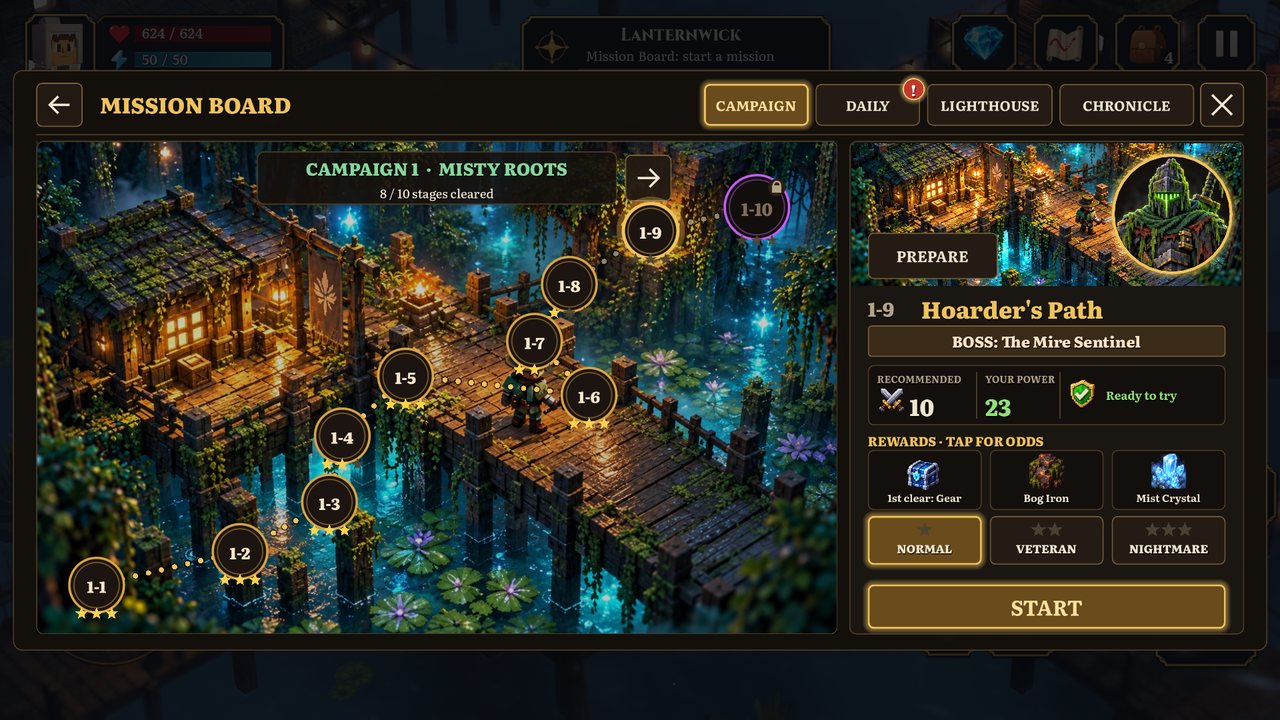 624 / 624
50 / 50
LANTERNWICK
Mission Board: start a mission
4
MISSION BOARD
CAMPAIGN
DAILY
!
LIGHTHOUSE
CHRONICLE
CAMPAIGN 1 · MISTY ROOTS
8 / 10 stages cleared
1-10
1-9
1-8
1-7
1-5
1-6
1-4
1-3
1-2
1-1
PREPARE
1-9 Hoarder's Path
BOSS: The Mire Sentinel
RECOMMENDED
10
YOUR POWER
23
Ready to try
REWARDS · TAP FOR ODDS
1st clear: Gear
Bog Iron
Mist Crystal
NORMAL
VETERAN
NIGHTMARE
START